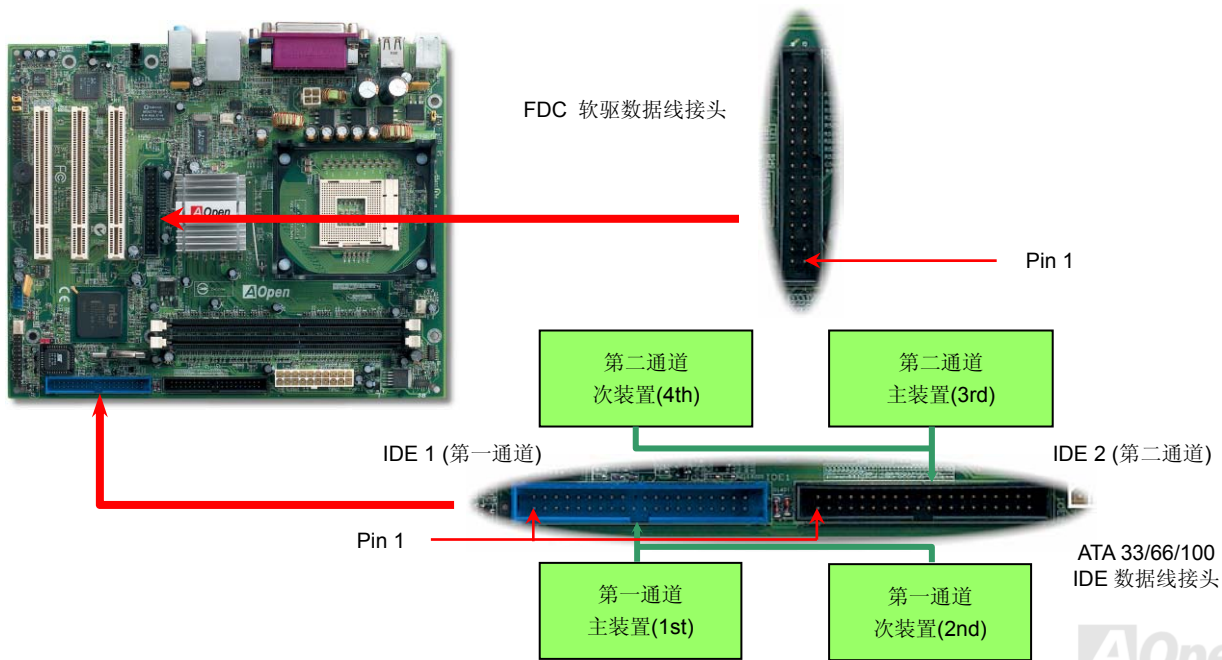 FDC 软驱数据线接头
AOpen
Pin 1
AOpen
第二通道
次装置(4th)
第二通道
主装置(3rd)
IDE 1 (第一通道)
IDE 2 (第二通道)
IDE1
Pin 1
ATA 33/66/100
IDE 数据线接头
第一通道
主装置(1st)
第一通道
次装置(2nd)
AOpe